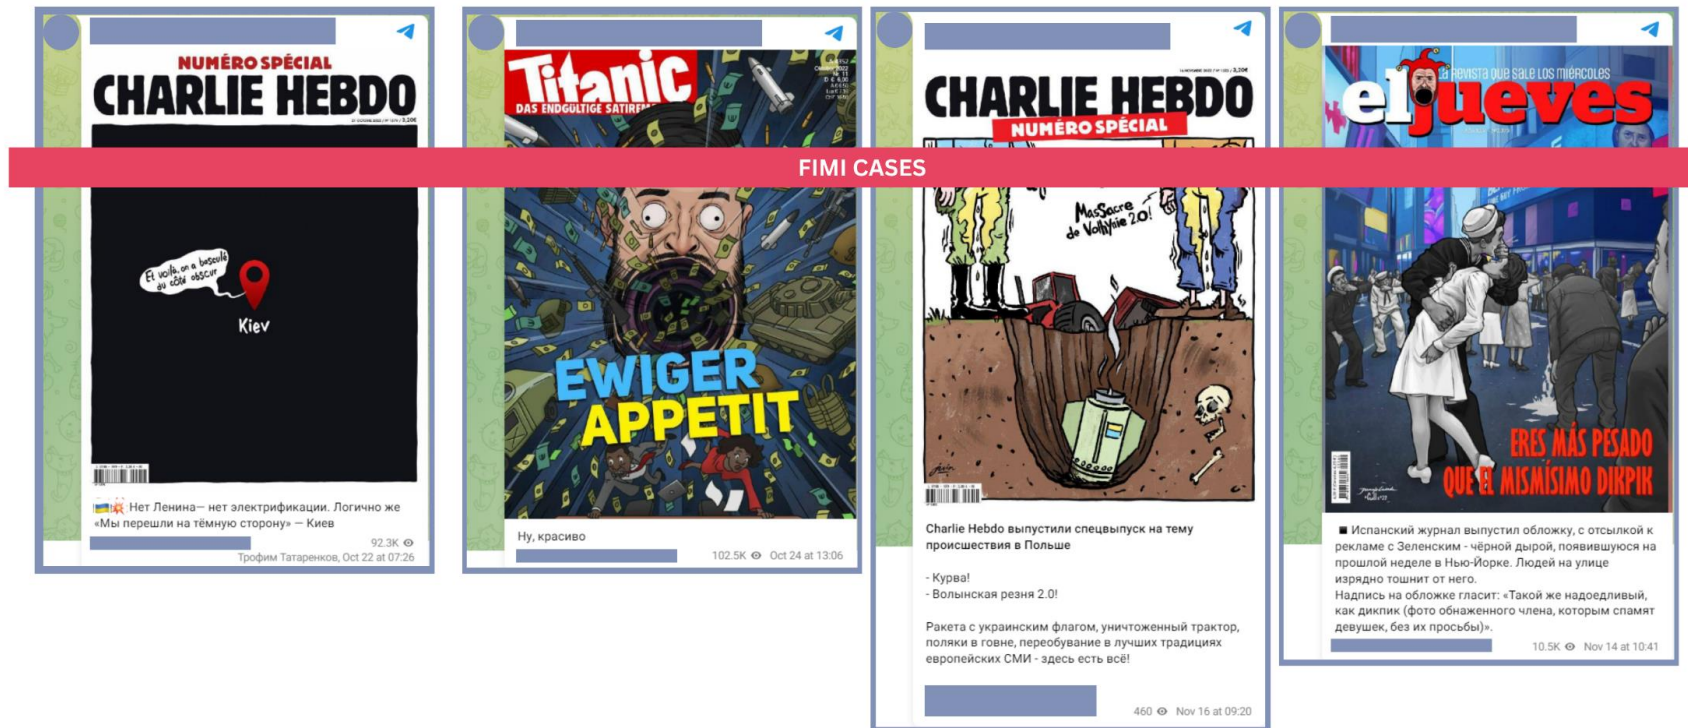 FIMI CASES
NUMÉRO SPÉCIAL
CHARLIE HEBDO
Et voilà, on a basculé
du côté obscur
Kiev
Нет Ленина— нет электрификации. Логично же
«Мы перешли на тёмную сторону» — Киев
92.3K
Трофим Татаренков, Oct 22 at 07:26
Titanic
DAS ENDGÜLTIGE SATIREM
EWIGER
APPETIT
Ну, красиво
102.5K Oct 24 at 13:06
CHARLIE HEBDO
NUMÉRO SPÉCIAL
Massacre
de Volhynie 2.0!
Charlie Hebdo выпустили спецвыпуск на тему
происшествия в Польше
- Курва!
- Волынская резня 2.0!
Ракета с украинским флагом, уничтоженный трактор,
поляки в говне, переобувание в лучших традициях
европейских СМИ - здесь есть всё!
460 Nov 16 at 09:20
la REVISTA QUE SALE LOS MIÉRCOLES
el jueves
ERES MÁS PESADO
QUE EL MISMÍSIMO DIKPIK
Испанский журнал выпустил обложку, с отсылкой к
рекламе с Зеленским - чёрной дырой, появившуюся на
прошлой неделе в Нью-Йорке. Людей на улице
изрядно тошнит от него.
Надпись на обложке гласит: «Такой же надоедливый,
как дикпик (фото обнаженного члена, которым спамят
девушек, без их просьбы)».
10.5K Nov 14 at 10:41